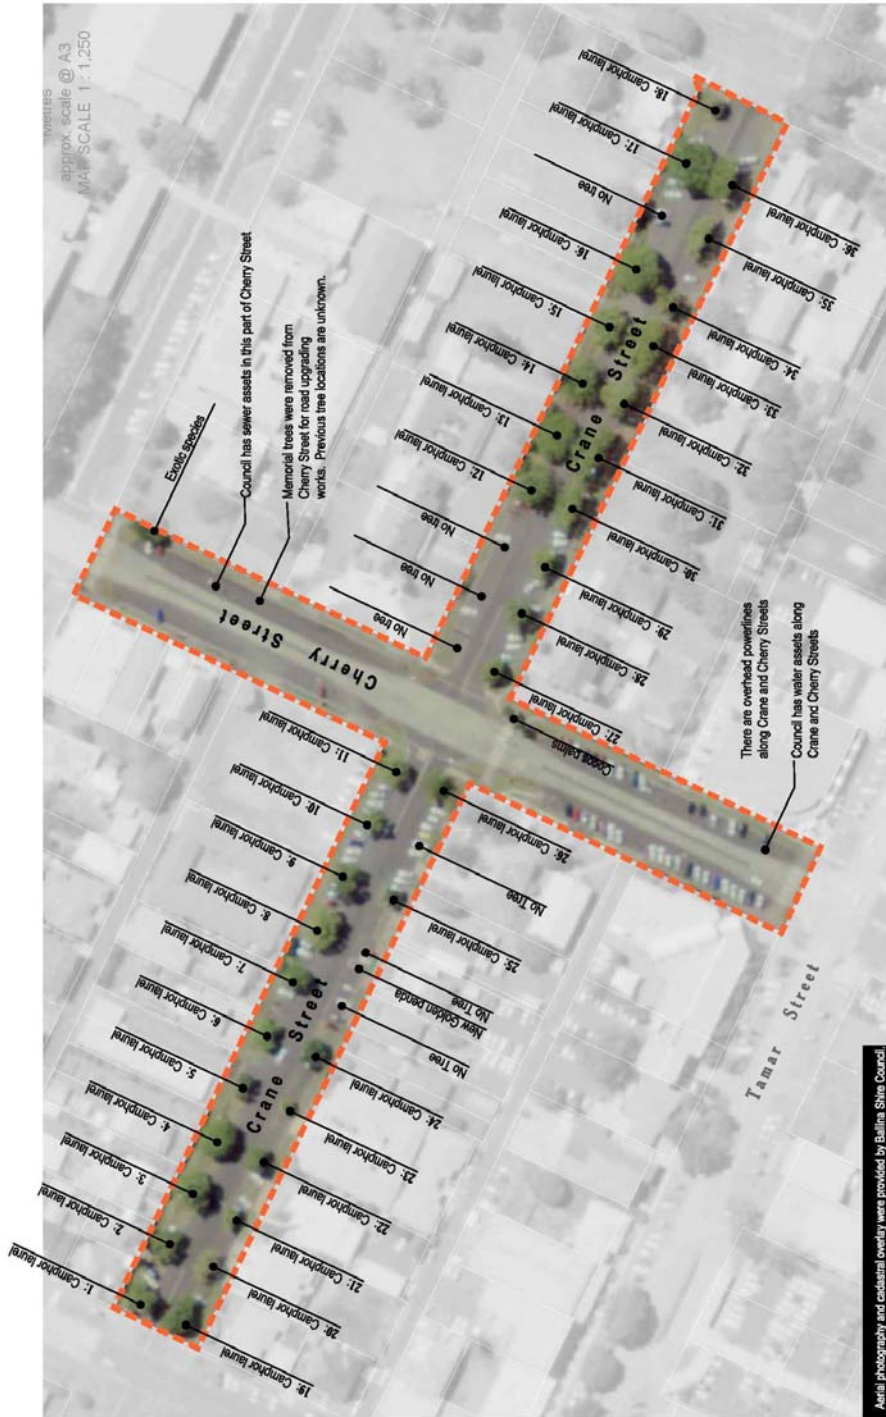 Metres
approx. scale @ A3
MAP SCALE 1 : 1,250
1: Camphor laurel
2: Camphor laurel
3: Camphor laurel
4: Camphor laurel
5: Camphor laurel
6: Camphor laurel
7: Camphor laurel
8: Camphor laurel
9: Camphor laurel
10: Camphor laurel
11: Camphor laurel
Exotic species
Council has sewer assets in this part of Cherry Street
Memorial trees were removed from
Cherry Street for road upgrading
works. Previous tree locations are unknown.
No tree
No tree
No tree
12: Camphor laurel
13: Camphor laurel
14: Camphor laurel
15: Camphor laurel
16: Camphor laurel
No tree
17: Camphor laurel
18: Camphor laurel
Crane Street
Cherry Street
Crane Street
19: Camphor laurel
20: Camphor laurel
21: Camphor laurel
22: Camphor laurel
23: Camphor laurel
24: Camphor laurel
No Tree
New Golden penda
No Tree
25: Camphor laurel
No Tree
26: Camphor laurel
Cocos palms
27: Camphor laurel
28: Camphor laurel
29: Camphor laurel
30: Camphor laurel
31: Camphor laurel
32: Camphor laurel
33: Camphor laurel
34: Camphor laurel
35: Camphor laurel
36: Camphor laurel
There are overhead powerlines
along Crane and Cherry Streets
Council has water assets along
Crane and Cherry Streets
Tamar Street
Aerial photography and cadastral overlay were provided by Ballina Shire Council.